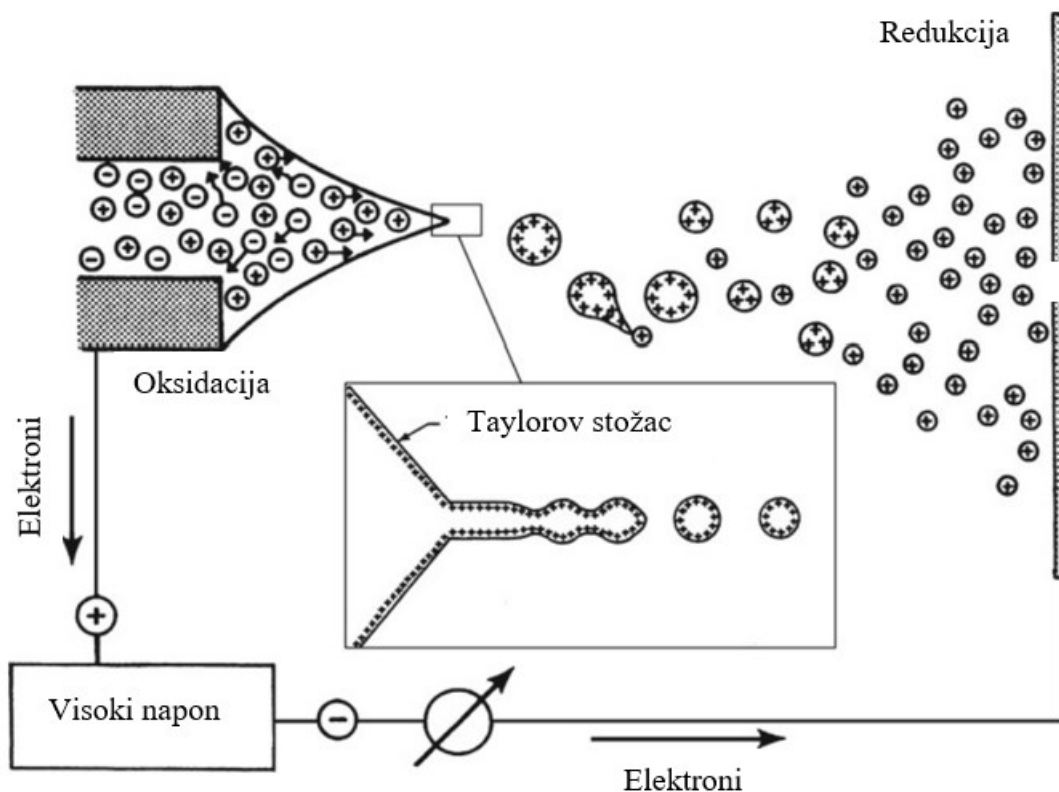 Redukcija
Oksidacija
Taylorov stožac
Elektroni
Visoki napon
Elektroni